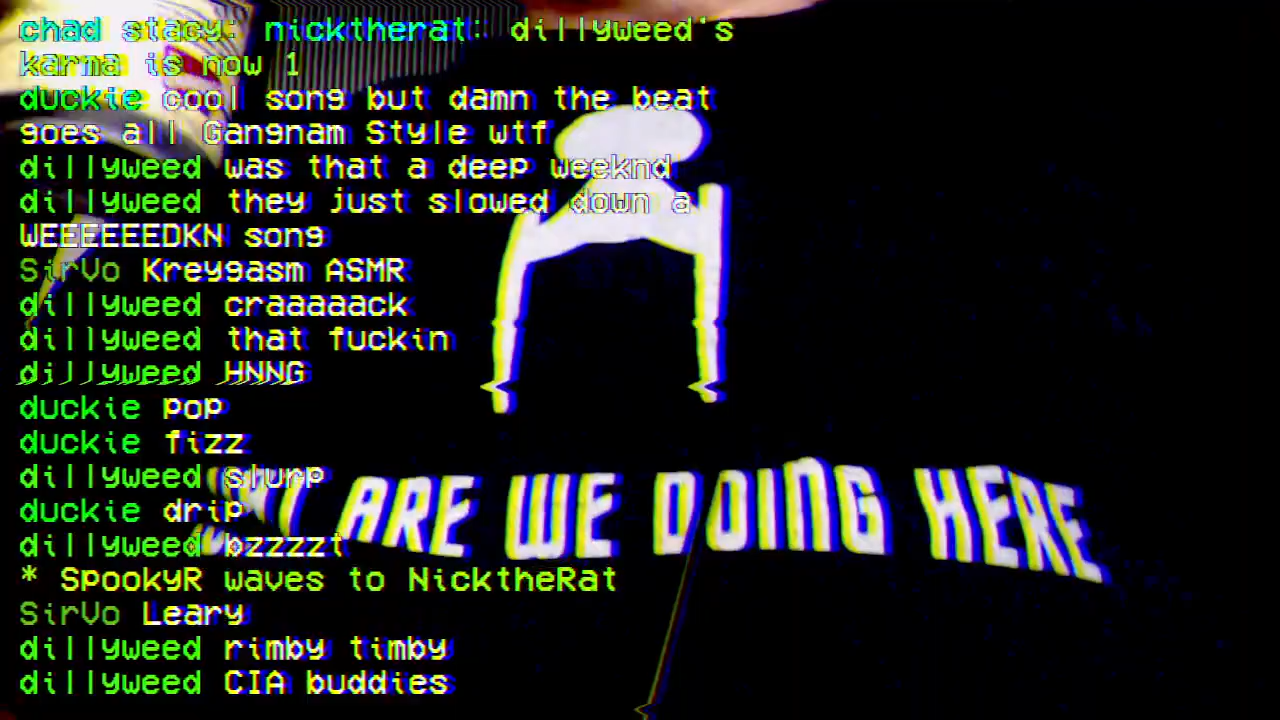 chad stacy: nicktherat: dillyweed's
karma is now 1
duckie cool song but damn the beat
goes all Gangnam Style wtf
dillyweed was that a deep weeknd
dillyweed they just slowed down a
WEEEEEEDKN song
SirVo Kreygasm ASMR
dillyweed craaaaack
dillyweed that fuckin
dillyweed HNNG
duckie pop
duckie fizz
dillyweed slurp
ARE WE DOING HERE
duckie drip
dillyweed bzzzzt
* SpookyR waves to NicktheRat
SirVo Leary
dillyweed rimby timby
dillyweed CIA buddies